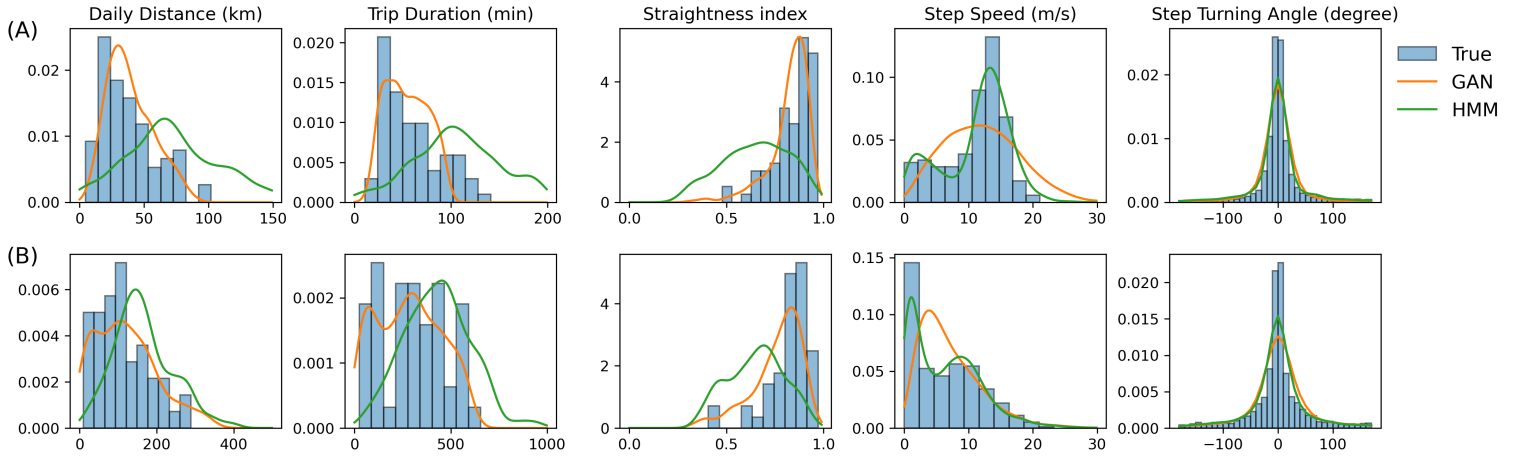 Daily Distance (km) Trip Duration (min) Straightness index Step Speed (m/s) Step Turning Angle (degree)
(A)
0.02
0.01
0.00
0 50 100 150
0.020
0.015
0.010
0.005
0.000
0 100 200
4
2
0
0.0 0.5 1.0
0.10
0.05
0.00
0 10 20 30
0.02
0.01
0.00
−100 0 100
True
GAN
HMM
(B)
0.006
0.004
0.002
0.000
0 200 400
0.002
0.001
0.000
0 500 1000
4
2
0
0.0 0.5 1.0
0.15
0.10
0.05
0.00
0 10 20 30
0.020
0.015
0.010
0.005
0.000
−100 0 100